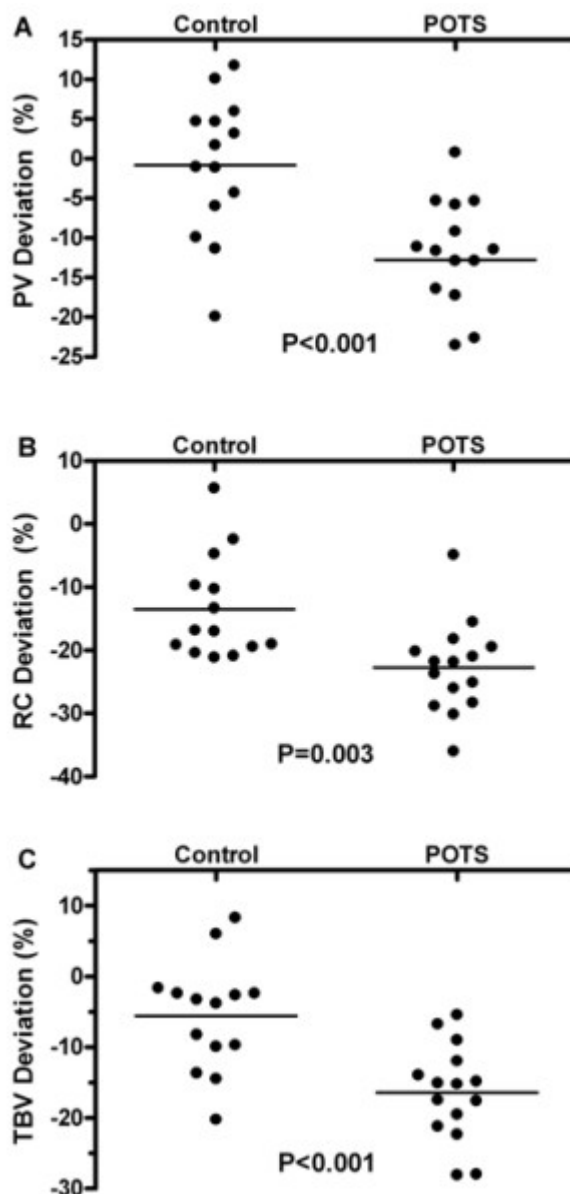 A
Control POTS
PV Deviation (%)
15
10
5
0
-5
-10
-15
-20
-25
P<0.001
B
Control POTS
RC Deviation (%)
10
0
-10
-20
-30
-40
P=0.003
C
Control POTS
TBV Deviation (%)
10
0
-10
-20
-30
P<0.001